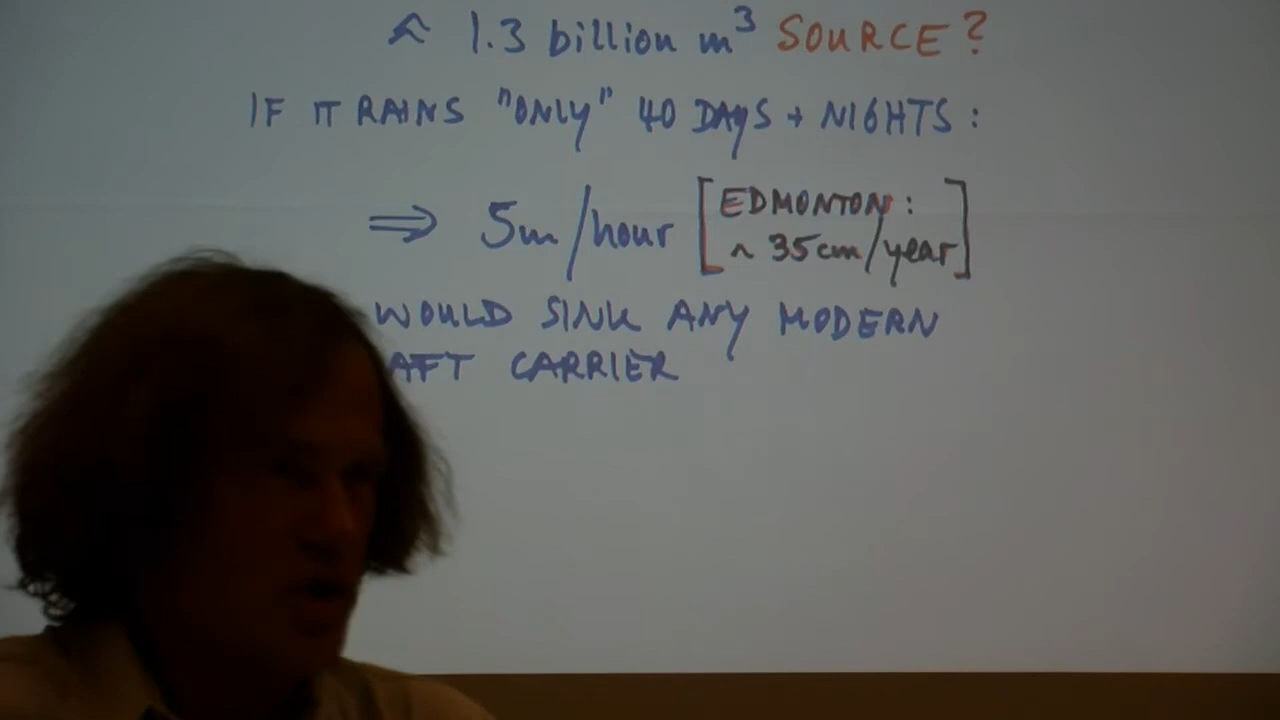 ≈ 1.3 billion m³ SOURCE?
IF IT RAINS "ONLY" 40 DAYS + NIGHTS:
⇒ 5m/hour [EDMONTON:
~ 35cm/year]
WOULD SINK ANY MODERN
AFT CARRIER